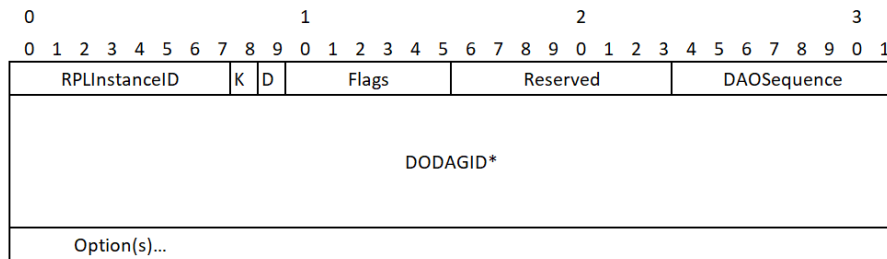 0 1 2 3
0 1 2 3 4 5 6 7 8 9 0 1 2 3 4 5 6 7 8 9 0 1 2 3 4 5 6 7 8 9 0 1
RPLInstanceID K D Flags Reserved DAOSequence
DODAGID*
Option(s)...